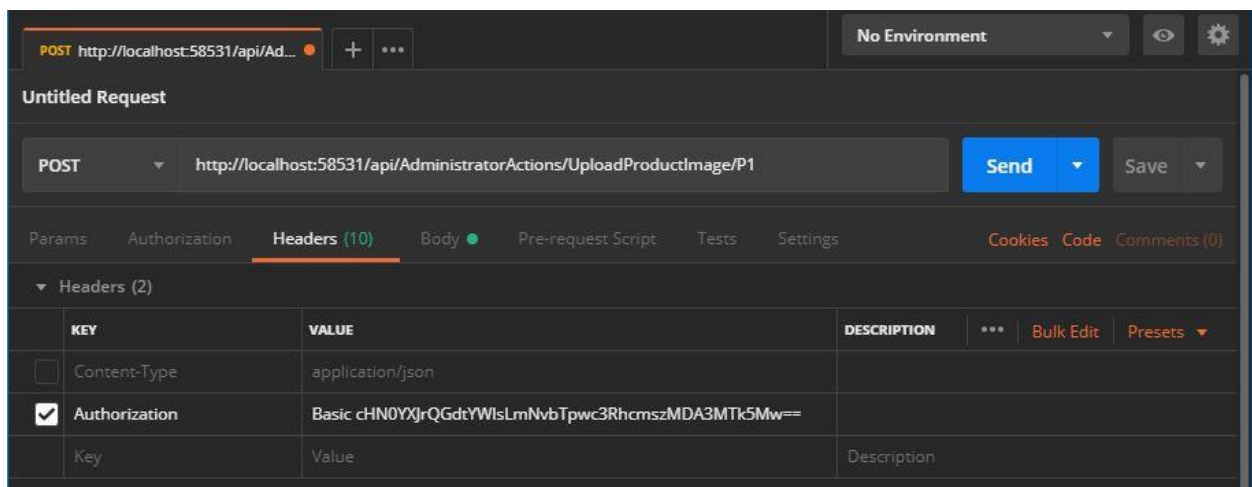 POST http://localhost:58531/api/Ad... + ••• No Environment
Untitled Request
POST http://localhost:58531/api/AdministratorActions/UploadProductImage/P1 Send Save
Params Authorization Headers (10) Body Pre-request Script Tests Settings Cookies Code Comments (0)
Headers (2)
KEY VALUE DESCRIPTION ••• Bulk Edit Presets
Content-Type application/json
Authorization Basic cHN0YXJrQGdtYWlsLmNvbTpwc3RhcmszMDA3MTk5Mw==
Key Value Description